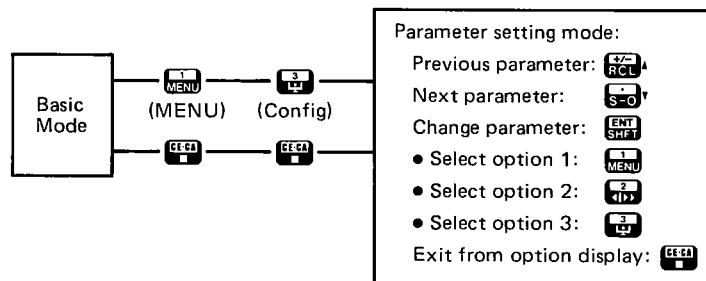 Parameter setting mode:
Previous parameter: +/- RCL
Next parameter: • S-O
Change parameter: ENT SHFT
• Select option 1: 1 MENU
• Select option 2: 2
• Select option 3: 3
Exit from option display: CE·CA
Basic
Mode
1 MENU
3
(MENU) (Config)
CE·CA CE·CA